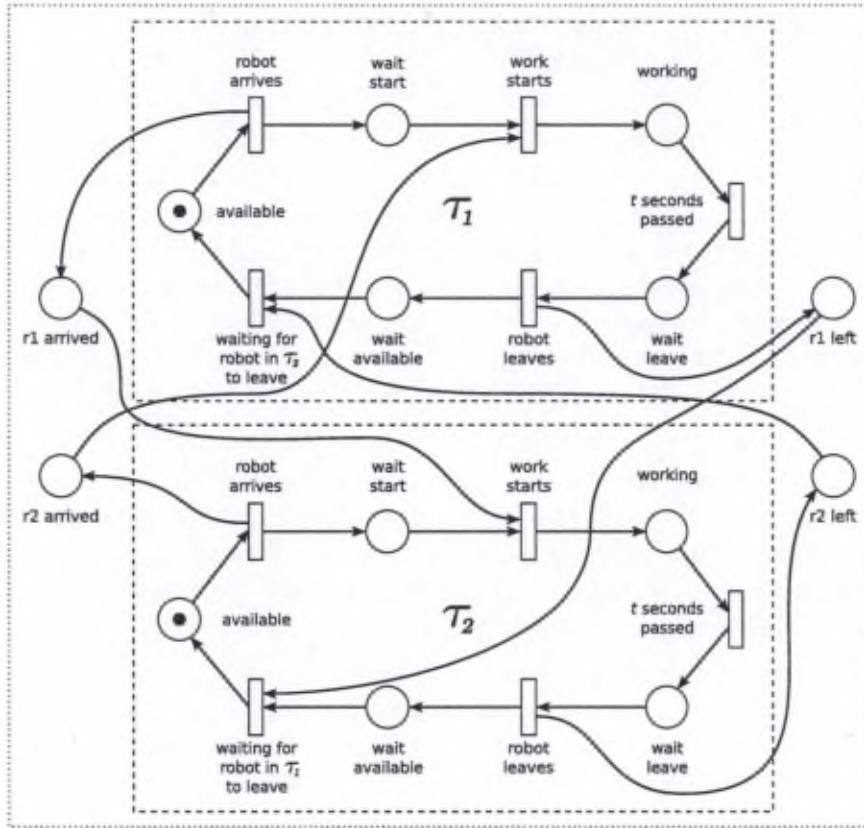 robot
arrives
wait
start
work
starts
working
available
τ1
t seconds
passed
r1 arrived
waiting for
robot in τ2
to leave
wait
available
robot
leaves
wait
leave
r1 left
robot
arrives
wait
start
work
starts
working
r2 arrived
r2 left
available
τ2
t seconds
passed
waiting for
robot in τ1
to leave
wait
available
robot
leaves
wait
leave